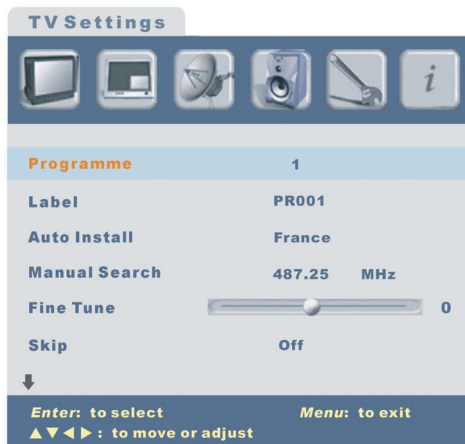 TV Settings
i
Programme 1
Label PR001
Auto Install France
Manual Search 487.25 MHz
Fine Tune 0
Skip Off
Enter: to select Menu: to exit
▲▼◀▶: to move or adjust